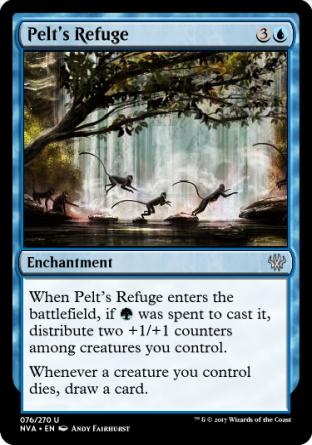 Pelt's Refuge 3
Enchantment
When Pelt's Refuge enters the
battlefield, if was spent to cast it,
distribute two +1/+1 counters
among creatures you control.
Whenever a creature you control
dies, draw a card.
076/270 U
NVA • EN Andy Fairhurst
™ & © 2017 Wizards of the Coast